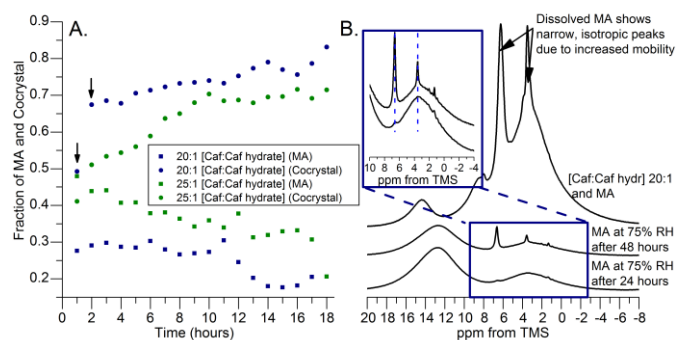 A.
Fraction of MA and Cocrystal
0.9
0.8
0.7
0.6
0.5
0.4
0.3
0.2
20:1 [Caf:Caf hydrate] (MA)
20:1 [Caf:Caf hydrate] (Cocrystal)
25:1 [Caf:Caf hydrate] (MA)
25:1 [Caf:Caf hydrate] (Cocrystal)
0 2 4 6 8 10 12 14 16 18
Time (hours)
B.
10 8 6 4 2 0 -2 -4
ppm from TMS
Dissolved MA shows
narrow, isotropic peaks
due to increased mobility
[Caf:Caf hydr] 20:1
and MA
MA at 75% RH
after 48 hours
MA at 75% RH
after 24 hours
20 18 16 14 12 10 8 6 4 2 0 -2 -4 -6 -8
ppm from TMS